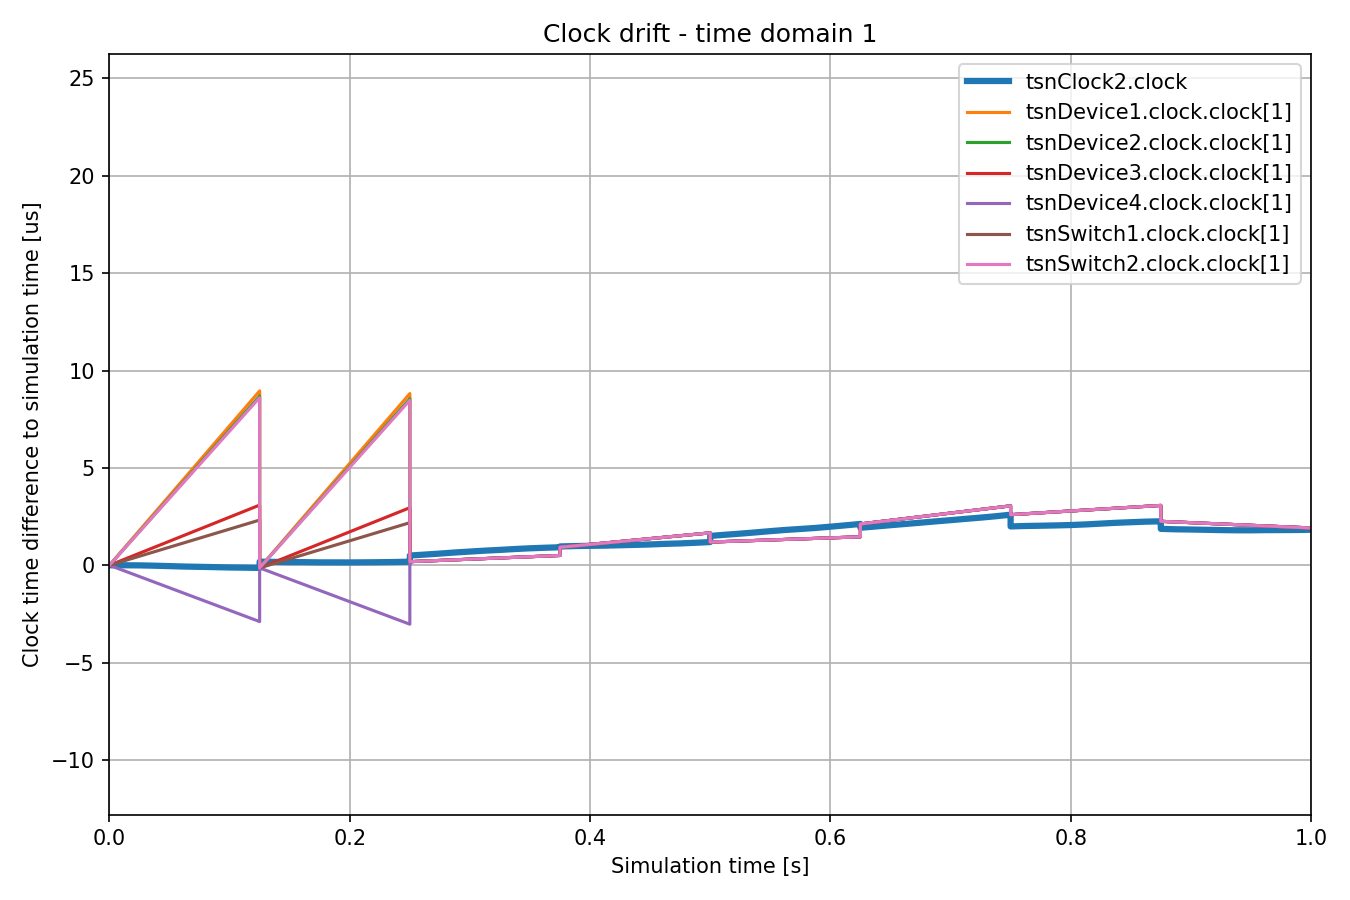 Clock drift - time domain 1
Clock time difference to simulation time [us]
25
20
15
10
5
0
−5
−10
tsnClock2.clock
tsnDevice1.clock.clock[1]
tsnDevice2.clock.clock[1]
tsnDevice3.clock.clock[1]
tsnDevice4.clock.clock[1]
tsnSwitch1.clock.clock[1]
tsnSwitch2.clock.clock[1]
0.0 0.2 0.4 0.6 0.8 1.0
Simulation time [s]